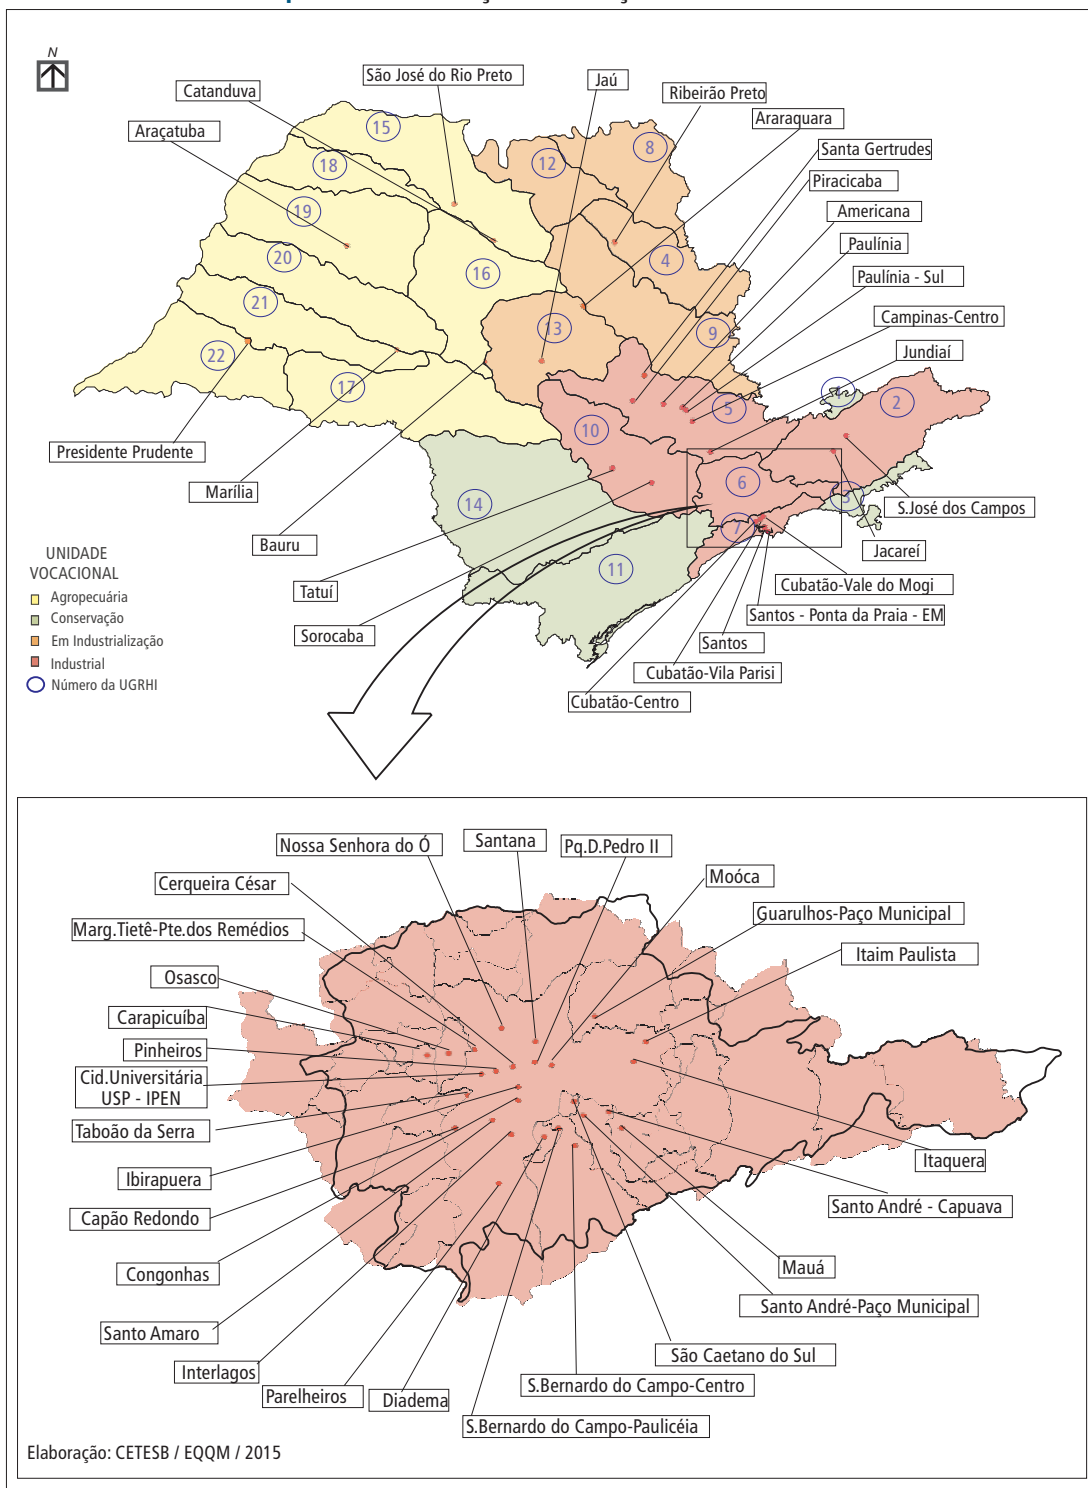 N
São José do Rio Preto
Jaú
Catanduva
Ribeirão Preto
Araçatuba
Araraquara
Santa Gertrudes
Piracicaba
Americana
Paulínia
Paulínia - Sul
Campinas-Centro
Jundiaí
15
18
19
20
21
22
17
16
13
12
8
4
9
5
10
14
11
6
7
1
2
3
Presidente Prudente
Marília
Bauru
Tatuí
Sorocaba
S.José dos Campos
Jacareí
Cubatão-Vale do Mogi
Santos - Ponta da Praia - EM
Santos
Cubatão-Vila Parisi
Cubatão-Centro
UNIDADE
VOCACIONAL
Agropecuária
Conservação
Em Industrialização
Industrial
Número da UGRHI
Nossa Senhora do Ó
Santana
Pq.D.Pedro II
Cerqueira César
Moóca
Marg.Tietê-Pte.dos Remédios
Guarulhos-Paço Municipal
Osasco
Itaim Paulista
Carapicuíba
Pinheiros
Cid.Universitária
USP - IPEN
Taboão da Serra
Ibirapuera
Itaquera
Capão Redondo
Santo André - Capuava
Congonhas
Mauá
Santo Amaro
Santo André-Paço Municipal
Interlagos
São Caetano do Sul
Parelheiros
Diadema
S.Bernardo do Campo-Centro
S.Bernardo do Campo-Paulicéia
Elaboração: CETESB / EQQM / 2015